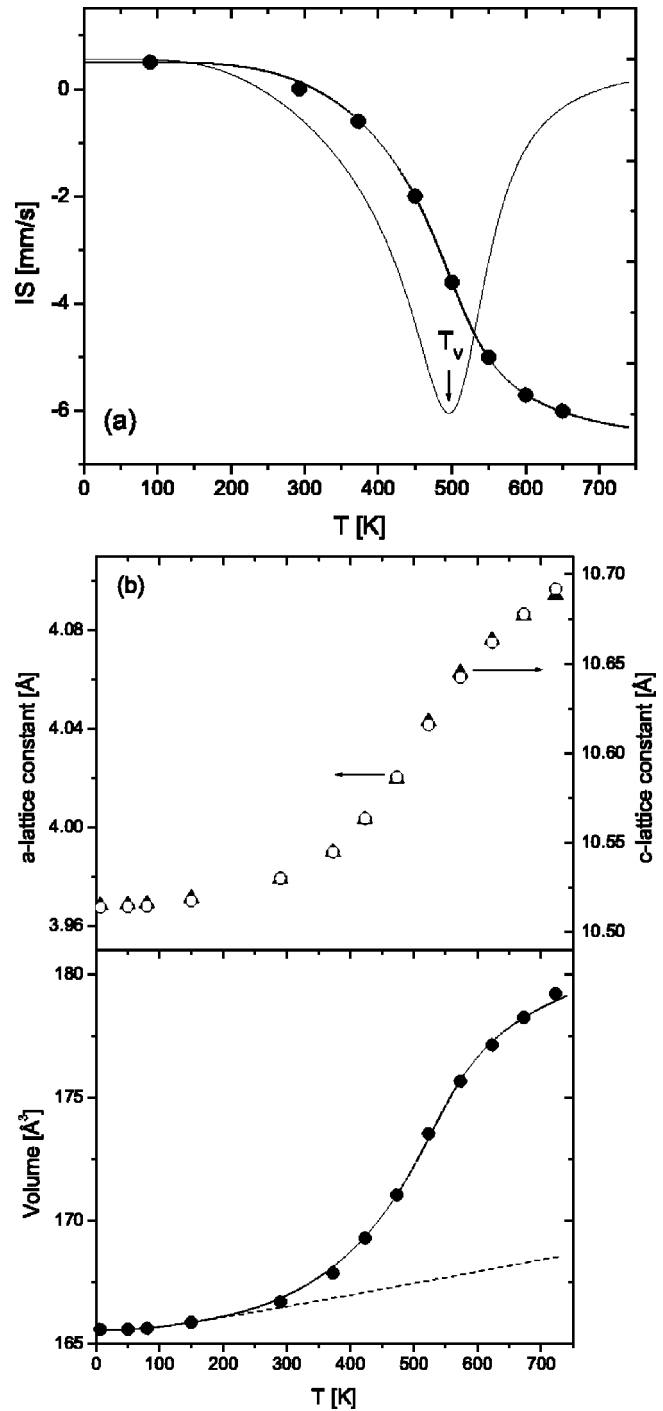 0
-2
-4
-6
IS [mm/s]
T_v
(a)
0 100 200 300 400 500 600 700
T [K]
(b)
4.08
4.04
4.00
3.96
a-lattice constant [Å]
10.70
10.65
10.60
10.55
10.50
c-lattice constant [Å]
180
175
170
165
Volume [Å³]
0 100 200 300 400 500 600 700
T [K]